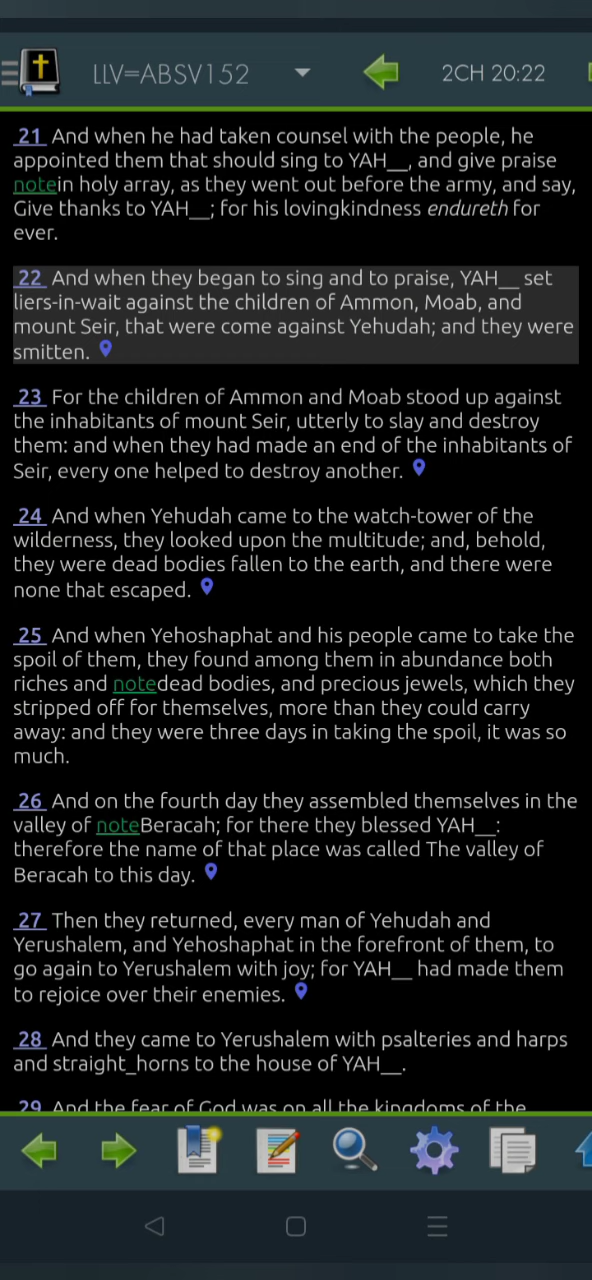 LLV=ABSV152
2CH 20:22
21 And when he had taken counsel with the people, he
appointed them that should sing to YAH__, and give praise
notein holy array, as they went out before the army, and say,
Give thanks to YAH__; for his lovingkindness endureth for
ever.
22 And when they began to sing and to praise, YAH__ set
liers-in-wait against the children of Ammon, Moab, and
mount Seir, that were come against Yehudah; and they were
smitten.
23 For the children of Ammon and Moab stood up against
the inhabitants of mount Seir, utterly to slay and destroy
them: and when they had made an end of the inhabitants of
Seir, every one helped to destroy another.
24 And when Yehudah came to the watch-tower of the
wilderness, they looked upon the multitude; and, behold,
they were dead bodies fallen to the earth, and there were
none that escaped.
25 And when Yehoshaphat and his people came to take the
spoil of them, they found among them in abundance both
riches and notedead bodies, and precious jewels, which they
stripped off for themselves, more than they could carry
away: and they were three days in taking the spoil, it was so
much.
26 And on the fourth day they assembled themselves in the
valley of noteBeracah; for there they blessed YAH__:
therefore the name of that place was called The valley of
Beracah to this day.
27 Then they returned, every man of Yehudah and
Yerushalem, and Yehoshaphat in the forefront of them, to
go again to Yerushalem with joy; for YAH__ had made them
to rejoice over their enemies.
28 And they came to Yerushalem with psalteries and harps
and straight_horns to the house of YAH__.
29 And the fear of God was on all the kingdoms of the